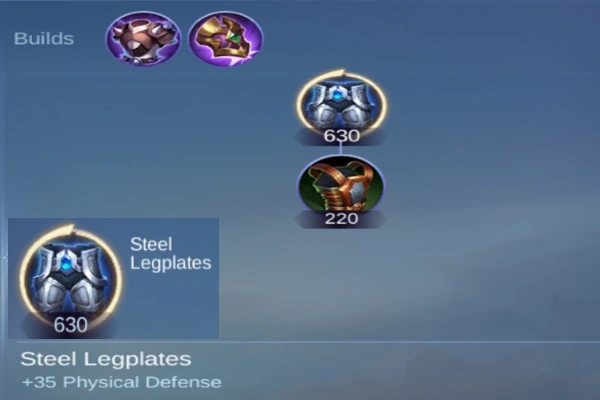 Builds
630
220
Steel
Legplates
630
Steel Legplates
+35 Physical Defense